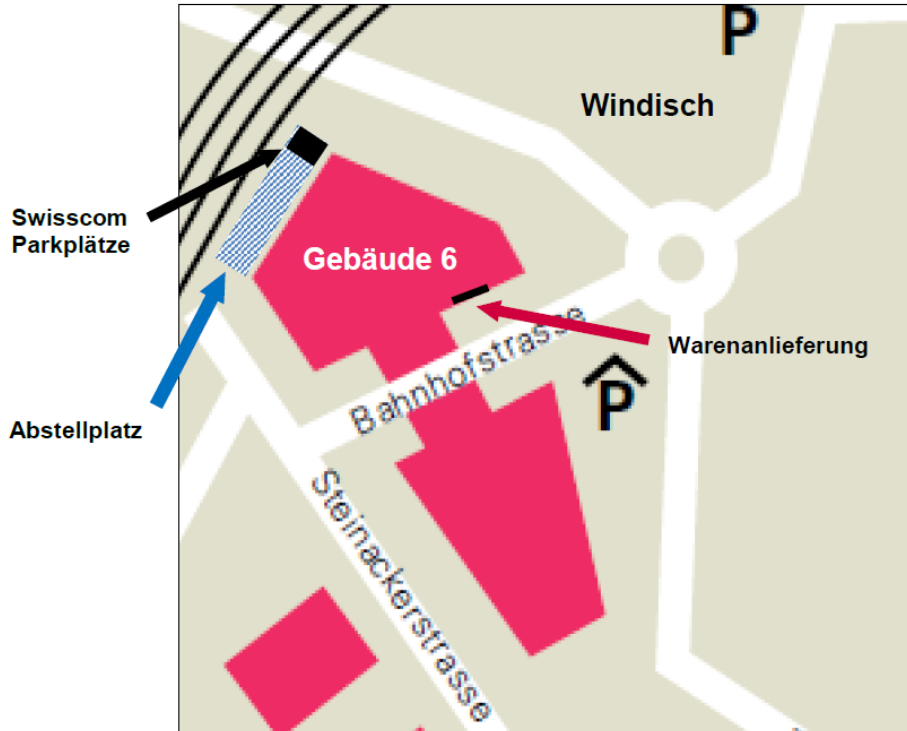 P
Windisch
Swisscom
Parkplätze
Gebäude 6
Bahnhofstrasse
Warenanlieferung
P
Abstellplatz
Steinackerstrasse